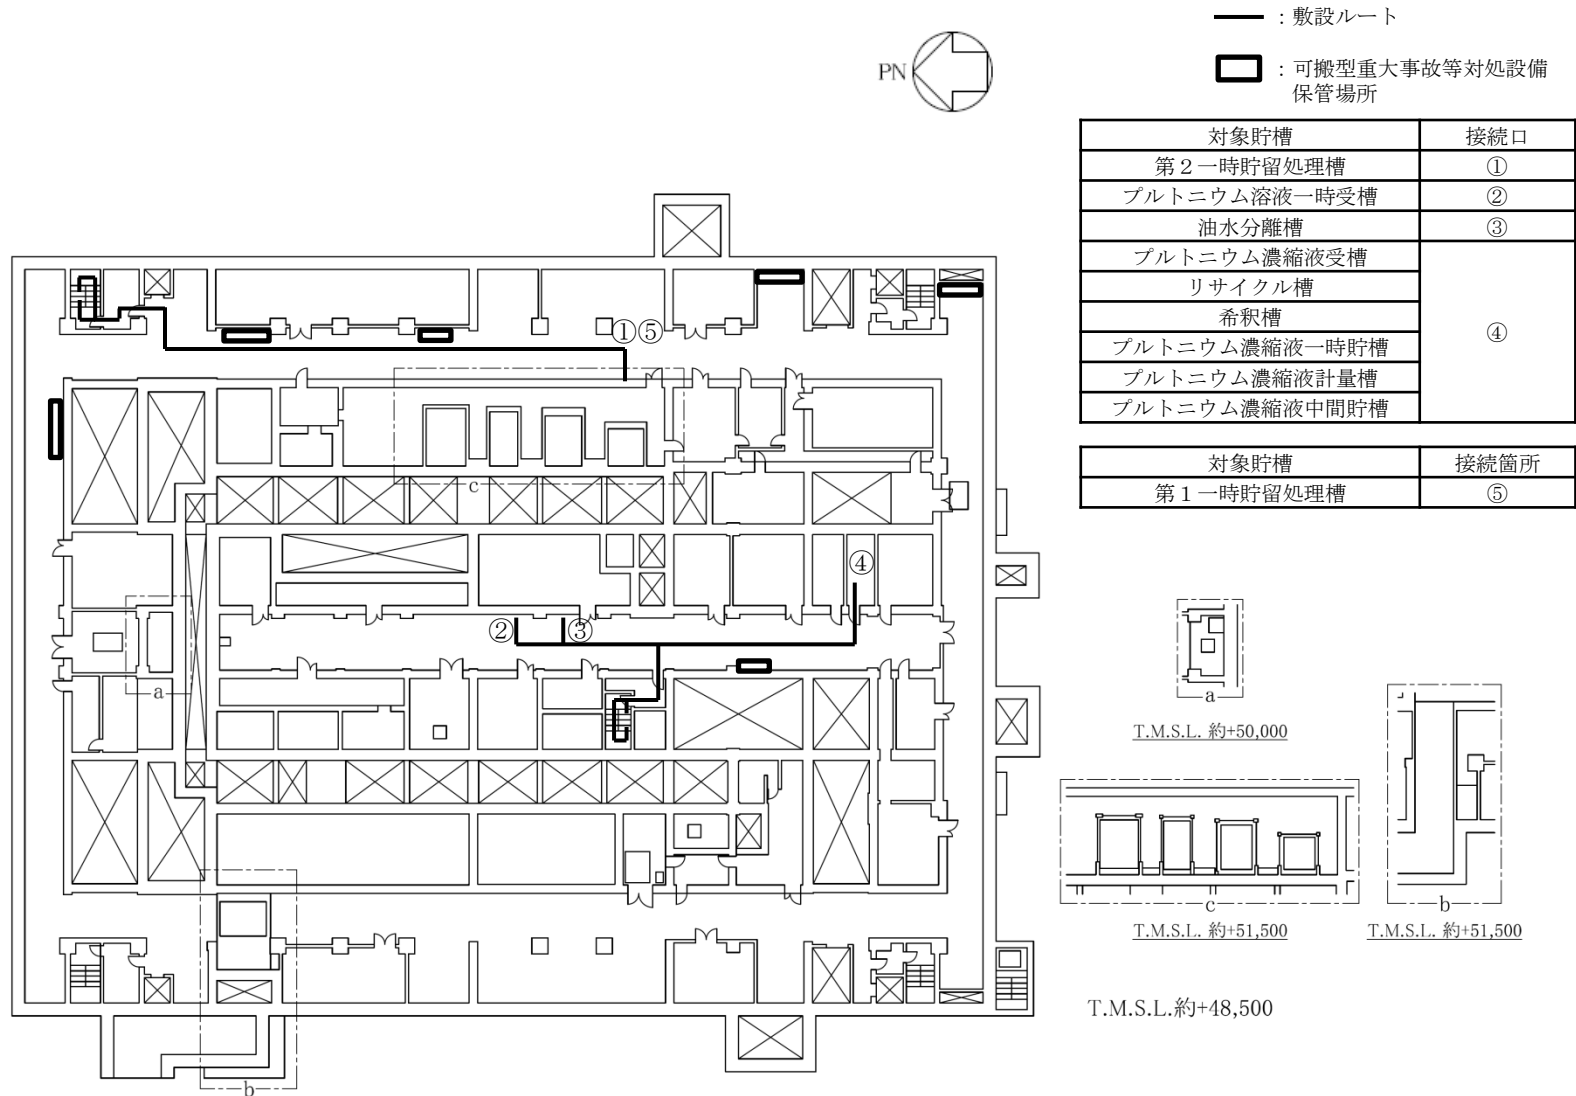 ：敷設ルート
PN
：可搬型重大事故等対処設備
保管場所
対象貯槽 接続口
第２一時貯留処理槽 ①
プルトニウム溶液一時受槽 ②
油水分離槽 ③
プルトニウム濃縮液受槽
リサイクル槽
希釈槽
④
プルトニウム濃縮液一時貯槽
プルトニウム濃縮液計量槽
プルトニウム濃縮液中間貯槽
対象貯槽 接続箇所
第１一時貯留処理槽 ⑤
①⑤
c
④
② ③
a
b
a
T.M.S.L. 約+50,000
c
T.M.S.L. 約+51,500
b
T.M.S.L. 約+51,500
T.M.S.L.約+48,500